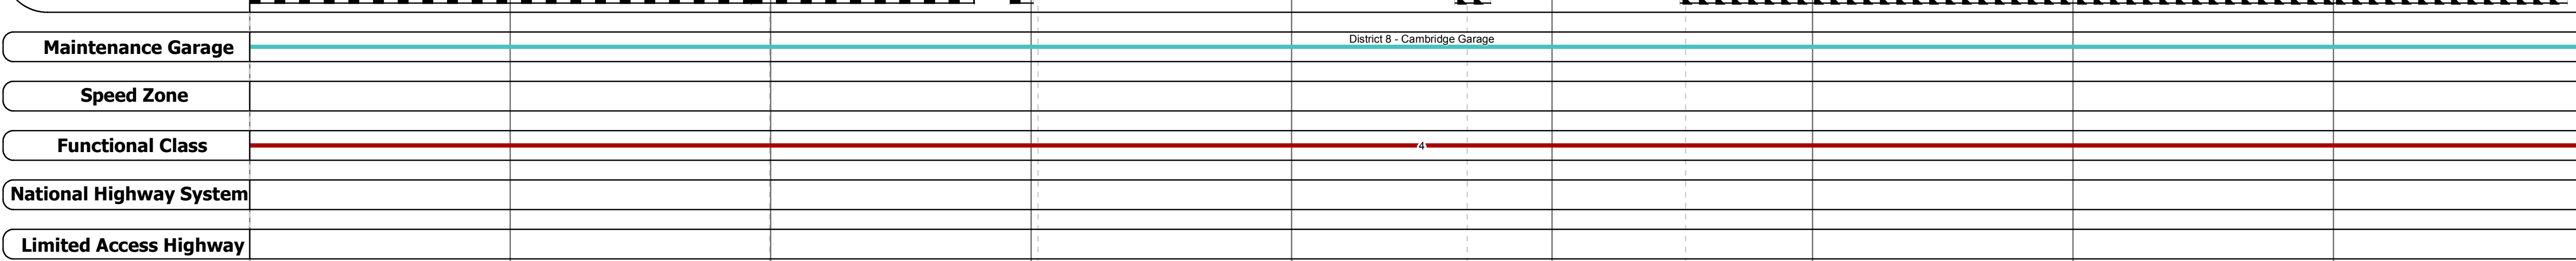 Maintenance Garage
District 8 - Cambridge Garage
Speed Zone
Functional Class
4
National Highway System
Limited Access Highway